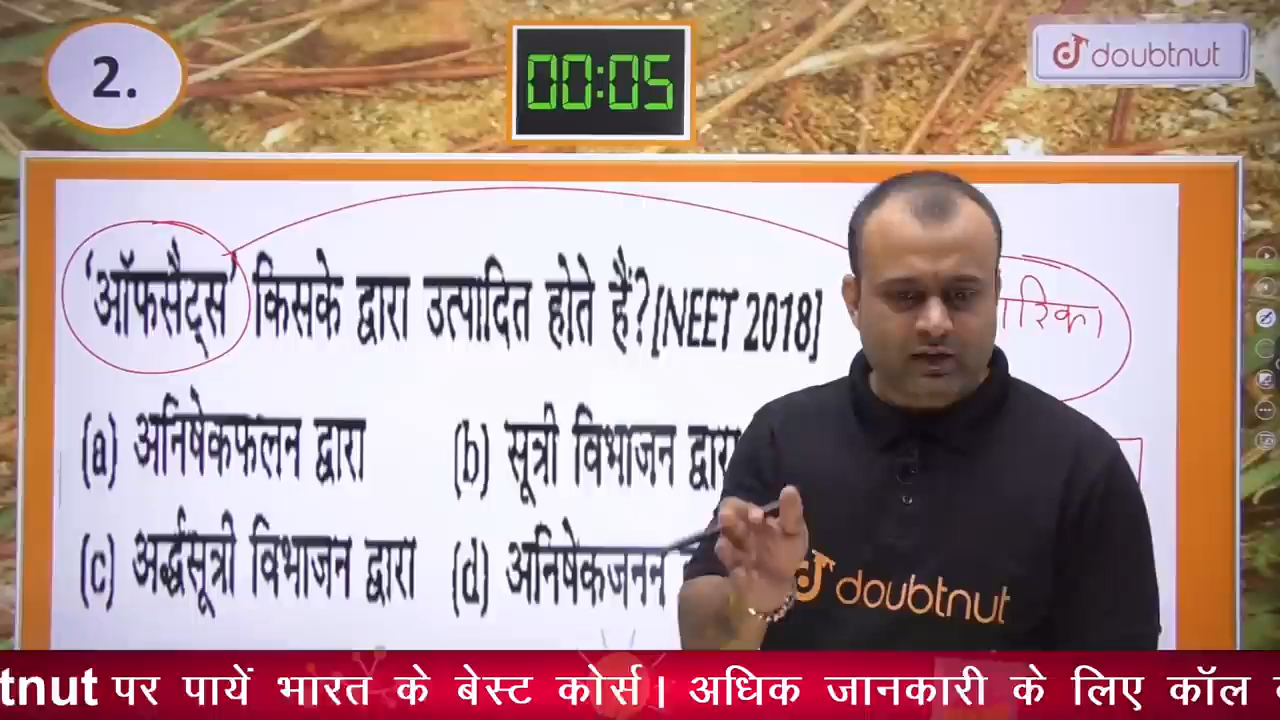 2.
00:05
doubtnut
'ऑफसैट्स' किसके द्वारा उत्पादित होते हैं? [NEET 2018]
(a) अनिषेकफलन द्वारा (b) सूत्री विभाजन
(c) अर्द्धसूत्री विभाजन द्वारा (d) अनिषेकजनन
doubtnut
tnut पर पायें भारत के बेस्ट कोर्स। अधिक जानकारी के लिए कॉल